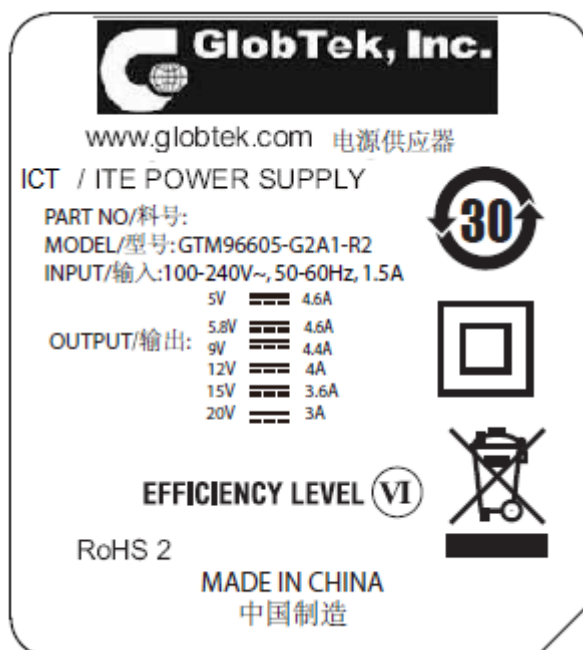 GlobTek, Inc.
www.globtek.com 电源供应器
ICT / ITE POWER SUPPLY
PART NO/料号:
MODEL/型号:GTM96605-G2A1-R2
INPUT/输入:100-240V~, 50-60Hz, 1.5A
30
OUTPUT/输出:
5V 4.6A
5.8V 4.6A
9V 4.4A
12V 4A
15V 3.6A
20V 3A
EFFICIENCY LEVEL VI
RoHS 2
MADE IN CHINA
中国制造